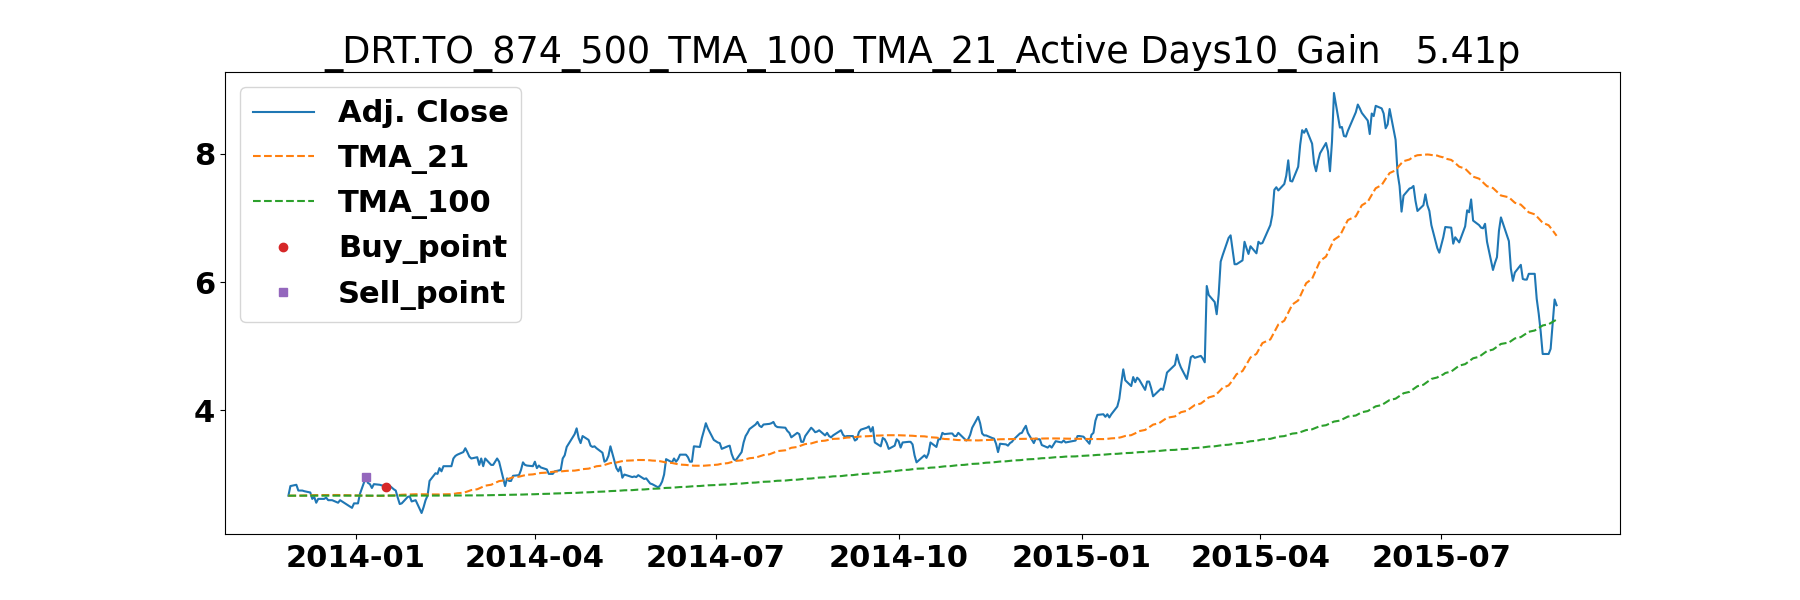 _DRT.TO_874_500_TMA_100_TMA_21_Active Days10_Gain   5.41p
Adj. Close
TMA_21
TMA_100
Buy_point
Sell_point
8
6
4
2014-01 2014-04 2014-07 2014-10 2015-01 2015-04 2015-07